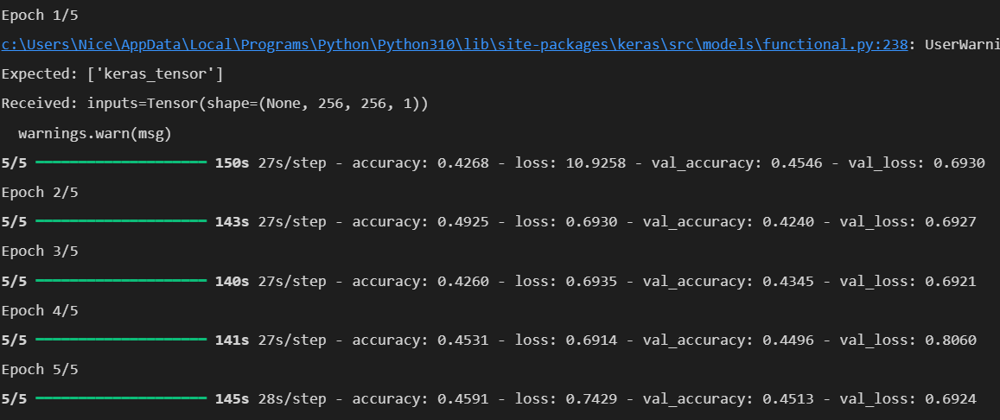 Epoch 1/5
c:\Users\Nice\AppData\Local\Programs\Python\Python310\lib\site-packages\keras\src\models\functional.py:238: UserWarni
Expected: ['keras_tensor']
Received: inputs=Tensor(shape=(None, 256, 256, 1))
  warnings.warn(msg)
5/5 ━━━━━━━━━━━━━━━━━━━━ 150s 27s/step - accuracy: 0.4268 - loss: 10.9258 - val_accuracy: 0.4546 - val_loss: 0.6930
Epoch 2/5
5/5 ━━━━━━━━━━━━━━━━━━━━ 143s 27s/step - accuracy: 0.4925 - loss: 0.6930 - val_accuracy: 0.4240 - val_loss: 0.6927
Epoch 3/5
5/5 ━━━━━━━━━━━━━━━━━━━━ 140s 27s/step - accuracy: 0.4260 - loss: 0.6935 - val_accuracy: 0.4345 - val_loss: 0.6921
Epoch 4/5
5/5 ━━━━━━━━━━━━━━━━━━━━ 141s 27s/step - accuracy: 0.4531 - loss: 0.6914 - val_accuracy: 0.4496 - val_loss: 0.8060
Epoch 5/5
5/5 ━━━━━━━━━━━━━━━━━━━━ 145s 28s/step - accuracy: 0.4591 - loss: 0.7429 - val_accuracy: 0.4513 - val_loss: 0.6924